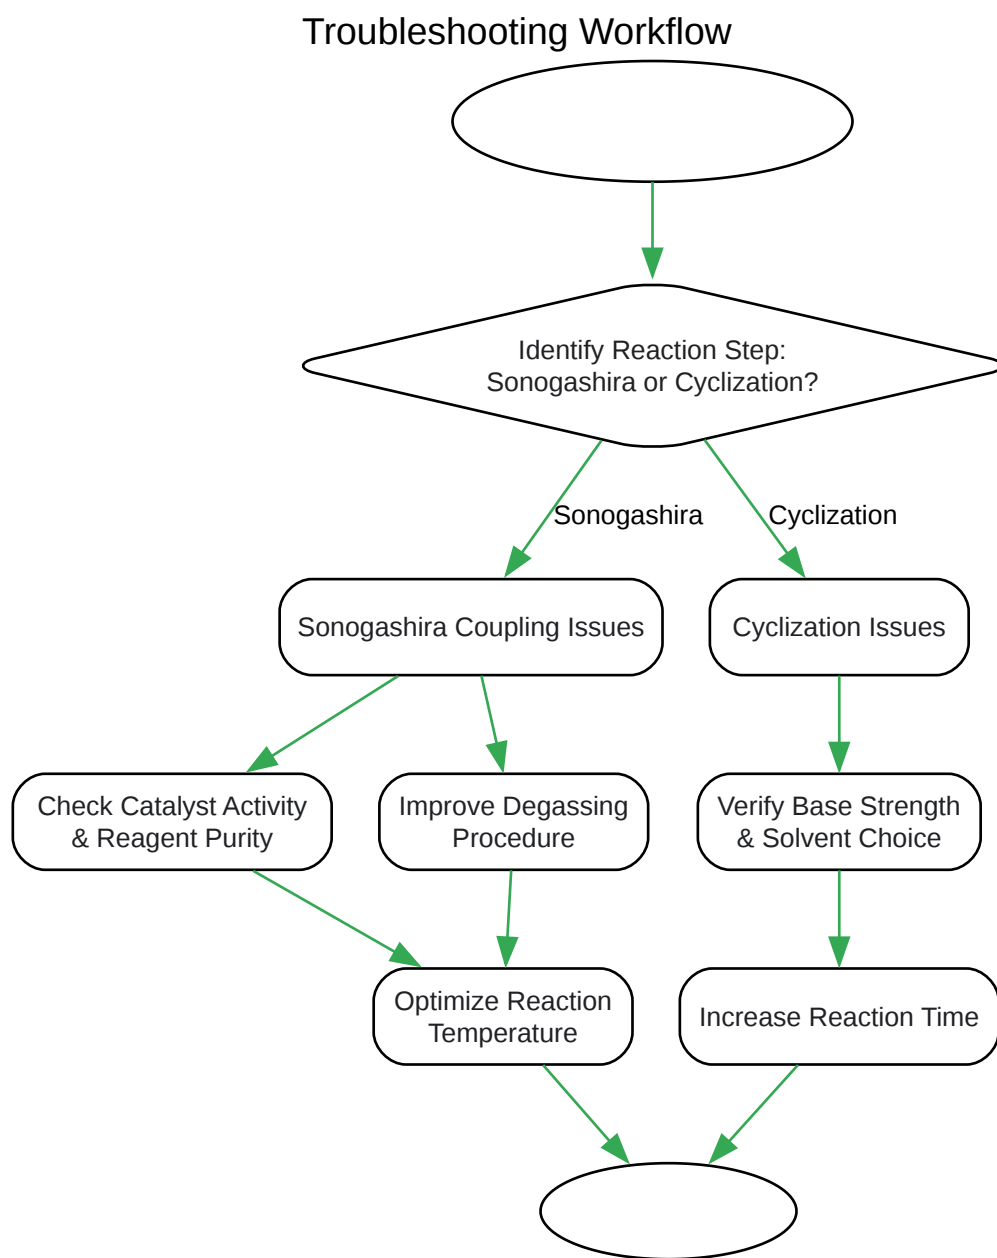 Troubleshooting Workflow
Identify Reaction Step:
Sonogashira or Cyclization?
Sonogashira
Cyclization
Sonogashira Coupling Issues
Cyclization Issues
Check Catalyst Activity
& Reagent Purity
Improve Degassing
Procedure
Verify Base Strength
& Solvent Choice
Optimize Reaction
Temperature
Increase Reaction Time